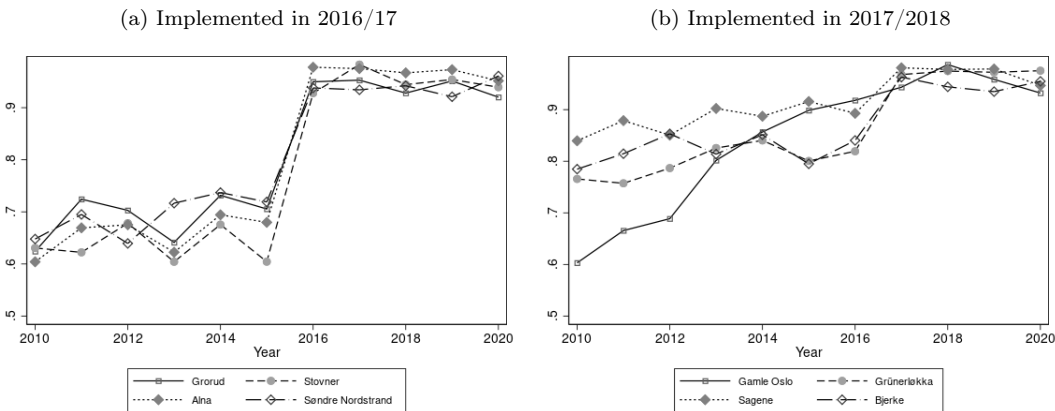 (a) Implemented in 2016/17
.9
.8
.7
.6
.5
2010 2012 2014 2016 2018 2020
Year
Grorud Stovner
Alna Søndre Nordstrand
(b) Implemented in 2017/2018
.9
.8
.7
.6
.5
2010 2012 2014 2016 2018 2020
Year
Gamle Oslo Grünerløkka
Sagene Bjerke